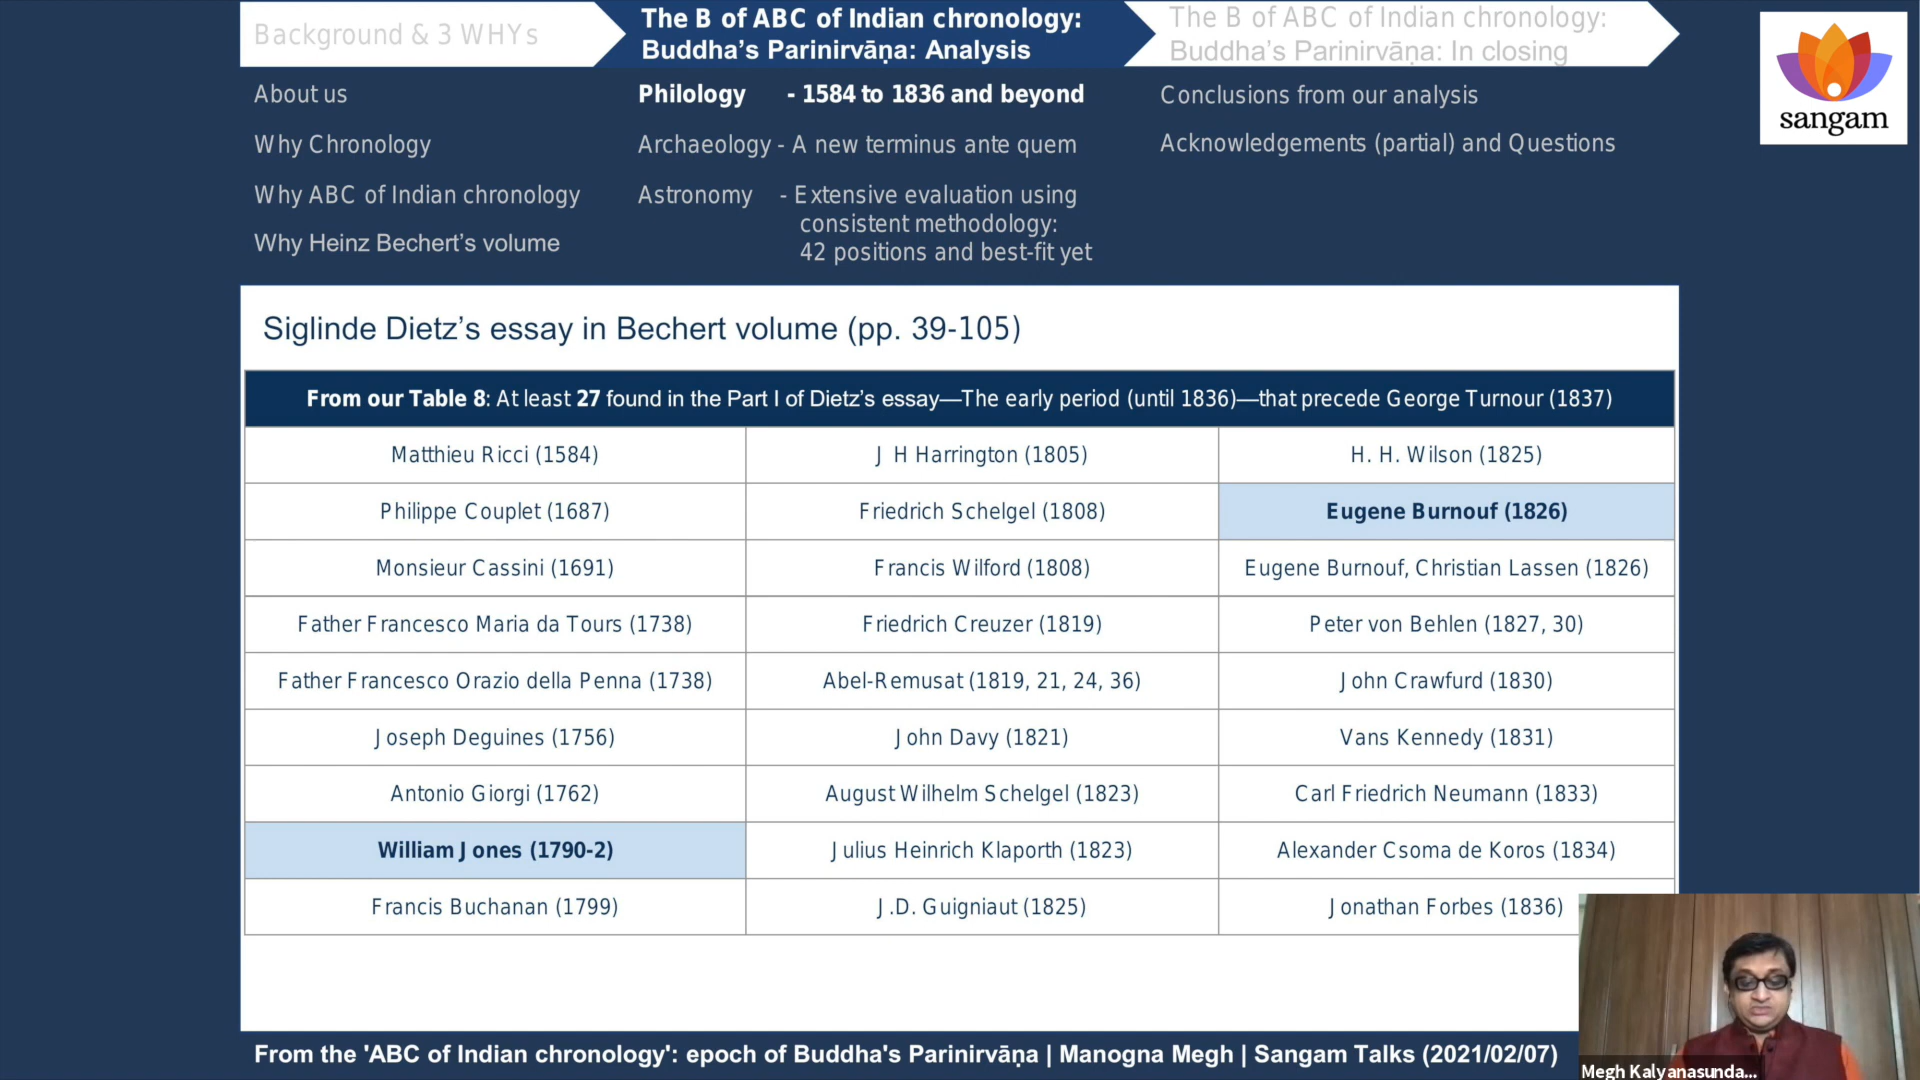 Background & 3 WHYs
The B of ABC of Indian chronology:
Buddha's Parinirvāṇa: Analysis
The B of ABC of Indian chronology:
Buddha's Parinirvāṇa: In closing
sangam
About us
Why Chronology
Why ABC of Indian chronology
Why Heinz Bechert's volume
Philology - 1584 to 1836 and beyond
Archaeology - A new terminus ante quem
Astronomy - Extensive evaluation using
consistent methodology:
42 positions and best-fit yet
Conclusions from our analysis
Acknowledgements (partial) and Questions
Siglinde Dietz's essay in Bechert volume (pp. 39-105)
From our Table 8: At least 27 found in the Part I of Dietz's essay—The early period (until 1836)—that precede George Turnour (1837)
Matthieu Ricci (1584) J H Harrington (1805) H. H. Wilson (1825)
Philippe Couplet (1687) Friedrich Schelgel (1808) Eugene Burnouf (1826)
Monsieur Cassini (1691) Francis Wilford (1808) Eugene Burnouf, Christian Lassen (1826)
Father Francesco Maria da Tours (1738) Friedrich Creuzer (1819) Peter von Behlen (1827, 30)
Father Francesco Orazio della Penna (1738) Abel-Remusat (1819, 21, 24, 36) John Crawfurd (1830)
Joseph Deguines (1756) John Davy (1821) Vans Kennedy (1831)
Antonio Giorgi (1762) August Wilhelm Schelgel (1823) Carl Friedrich Neumann (1833)
William Jones (1790-2) Julius Heinrich Klaporth (1823) Alexander Csoma de Koros (1834)
Francis Buchanan (1799) J.D. Guigniaut (1825) Jonathan Forbes (1836)
From the 'ABC of Indian chronology': epoch of Buddha's Parinirvāṇa | Manogna Megh | Sangam Talks (2021/02/07)
Megh Kalyanasunda...